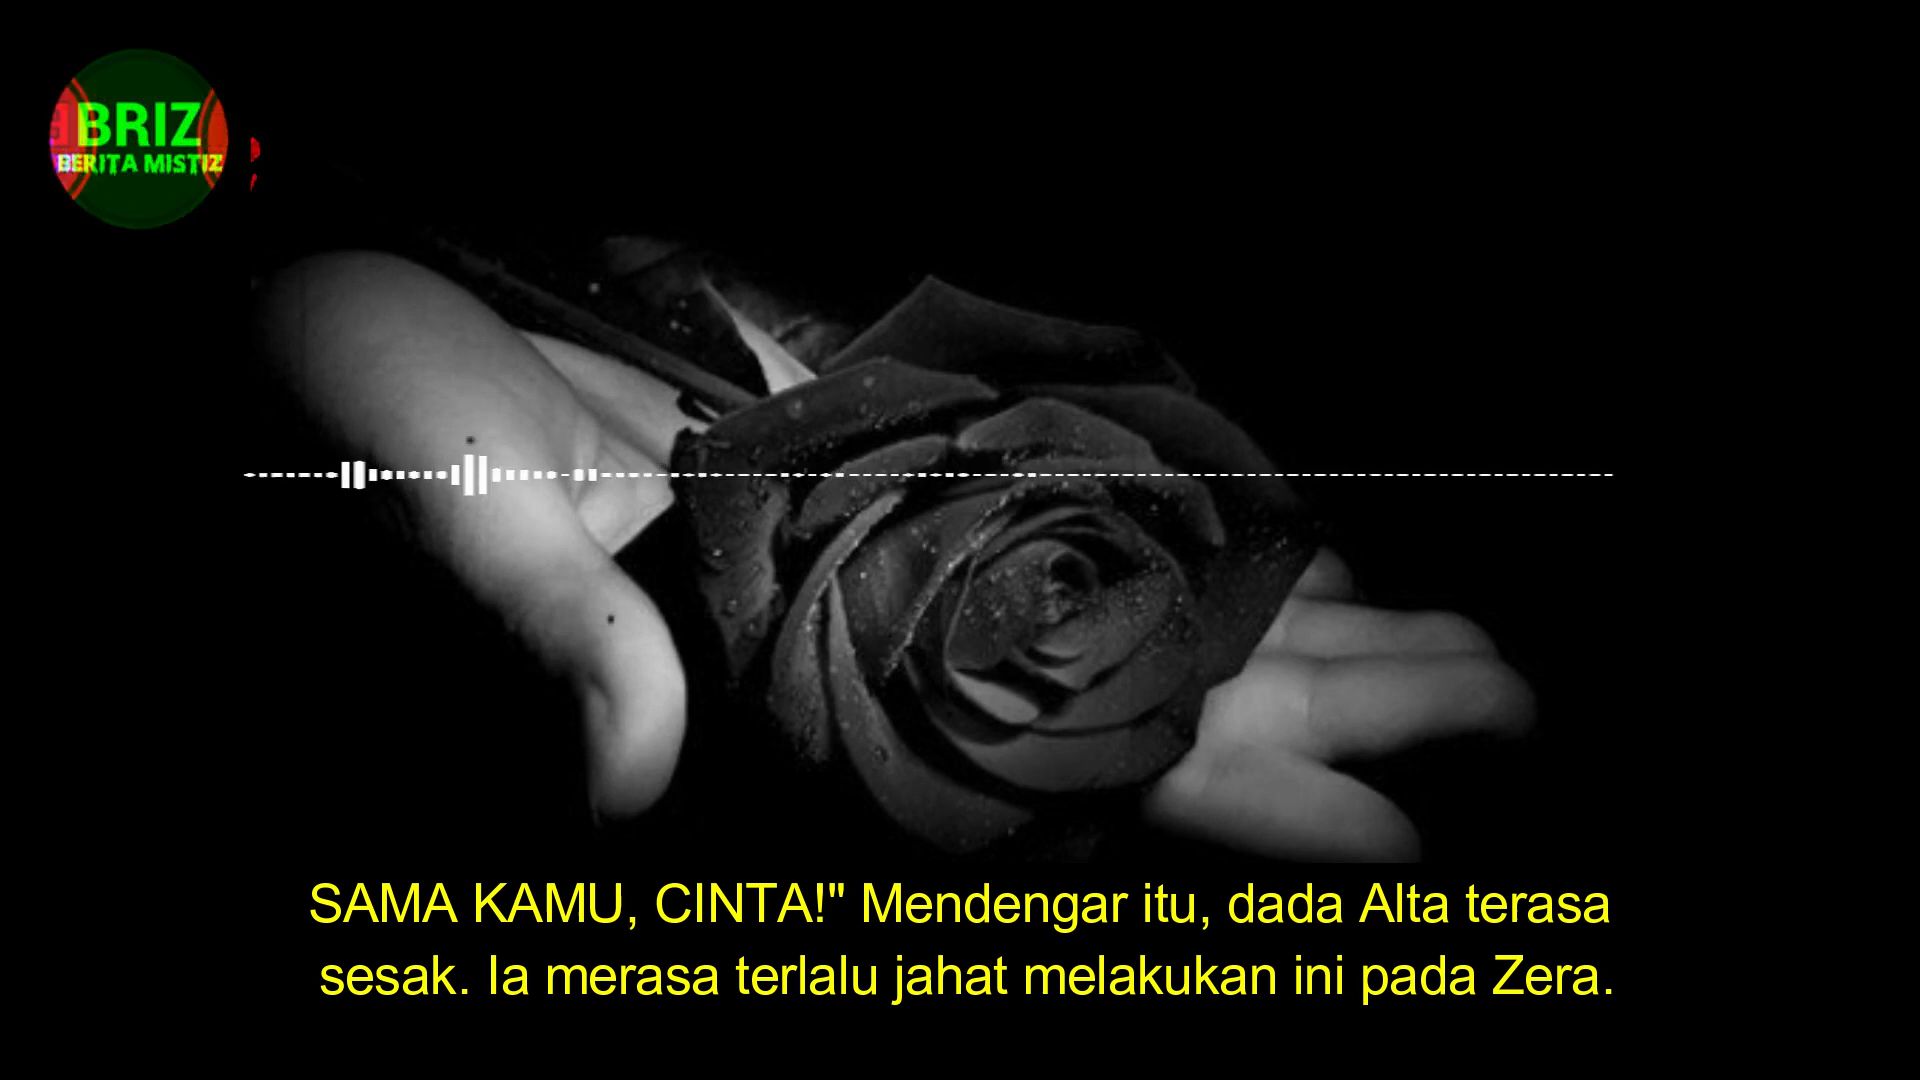 BRIZ
BERITA MISTIZ
SAMA KAMU, CINTA!" Mendengar itu, dada Alta terasa
sesak. Ia merasa terlalu jahat melakukan ini pada Zera.